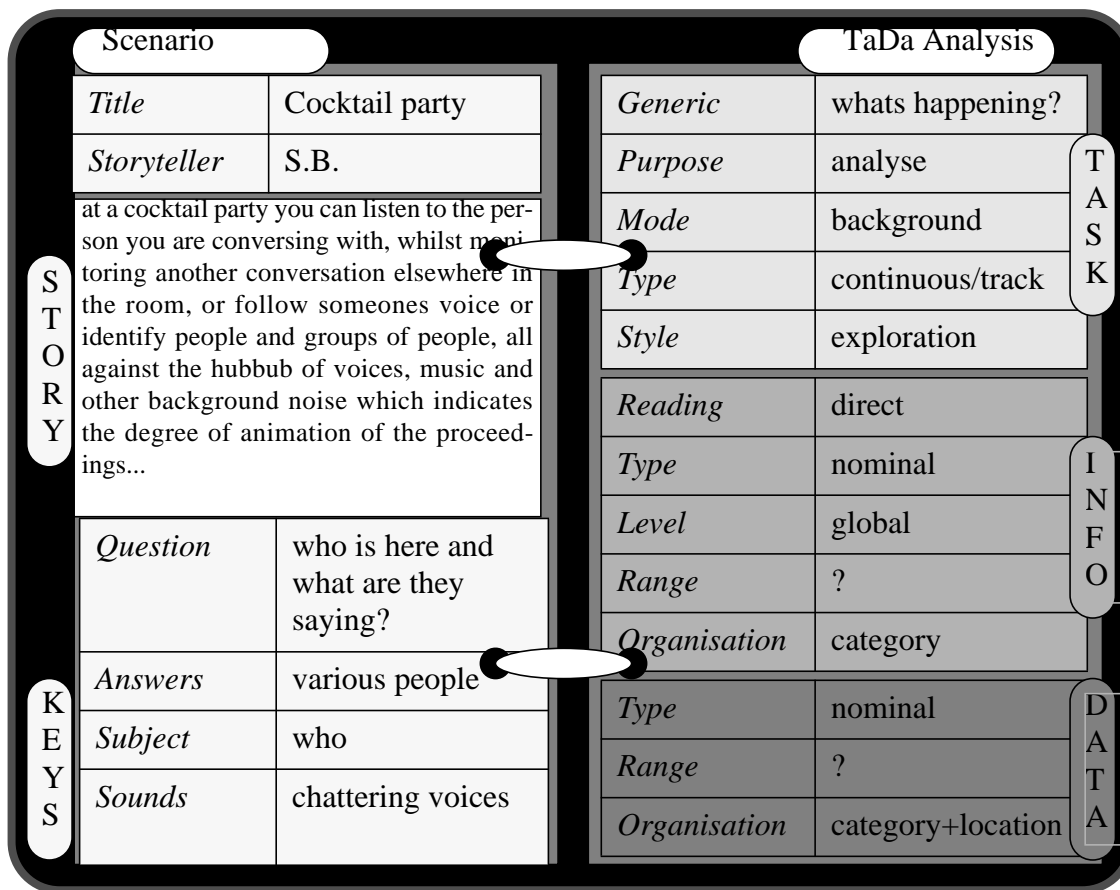 Scenario
Title Cocktail party
Storyteller S.B.
STORY
at a cocktail party you can listen to the per-
son you are conversing with, whilst moni-
toring another conversation elsewhere in
the room, or follow someones voice or
identify people and groups of people, all
against the hubbub of voices, music and
other background noise which indicates
the degree of animation of the proceed-
ings...
KEYS
Question who is here and
what are they
saying?
Answers various people
Subject who
Sounds chattering voices
TaDa Analysis
Generic whats happening?
Purpose analyse
Mode background
Type continuous/track
Style exploration
TASK
Reading direct
Type nominal
Level global
Range ?
Organisation category
INFO
Type nominal
Range ?
Organisation category+location
DATA